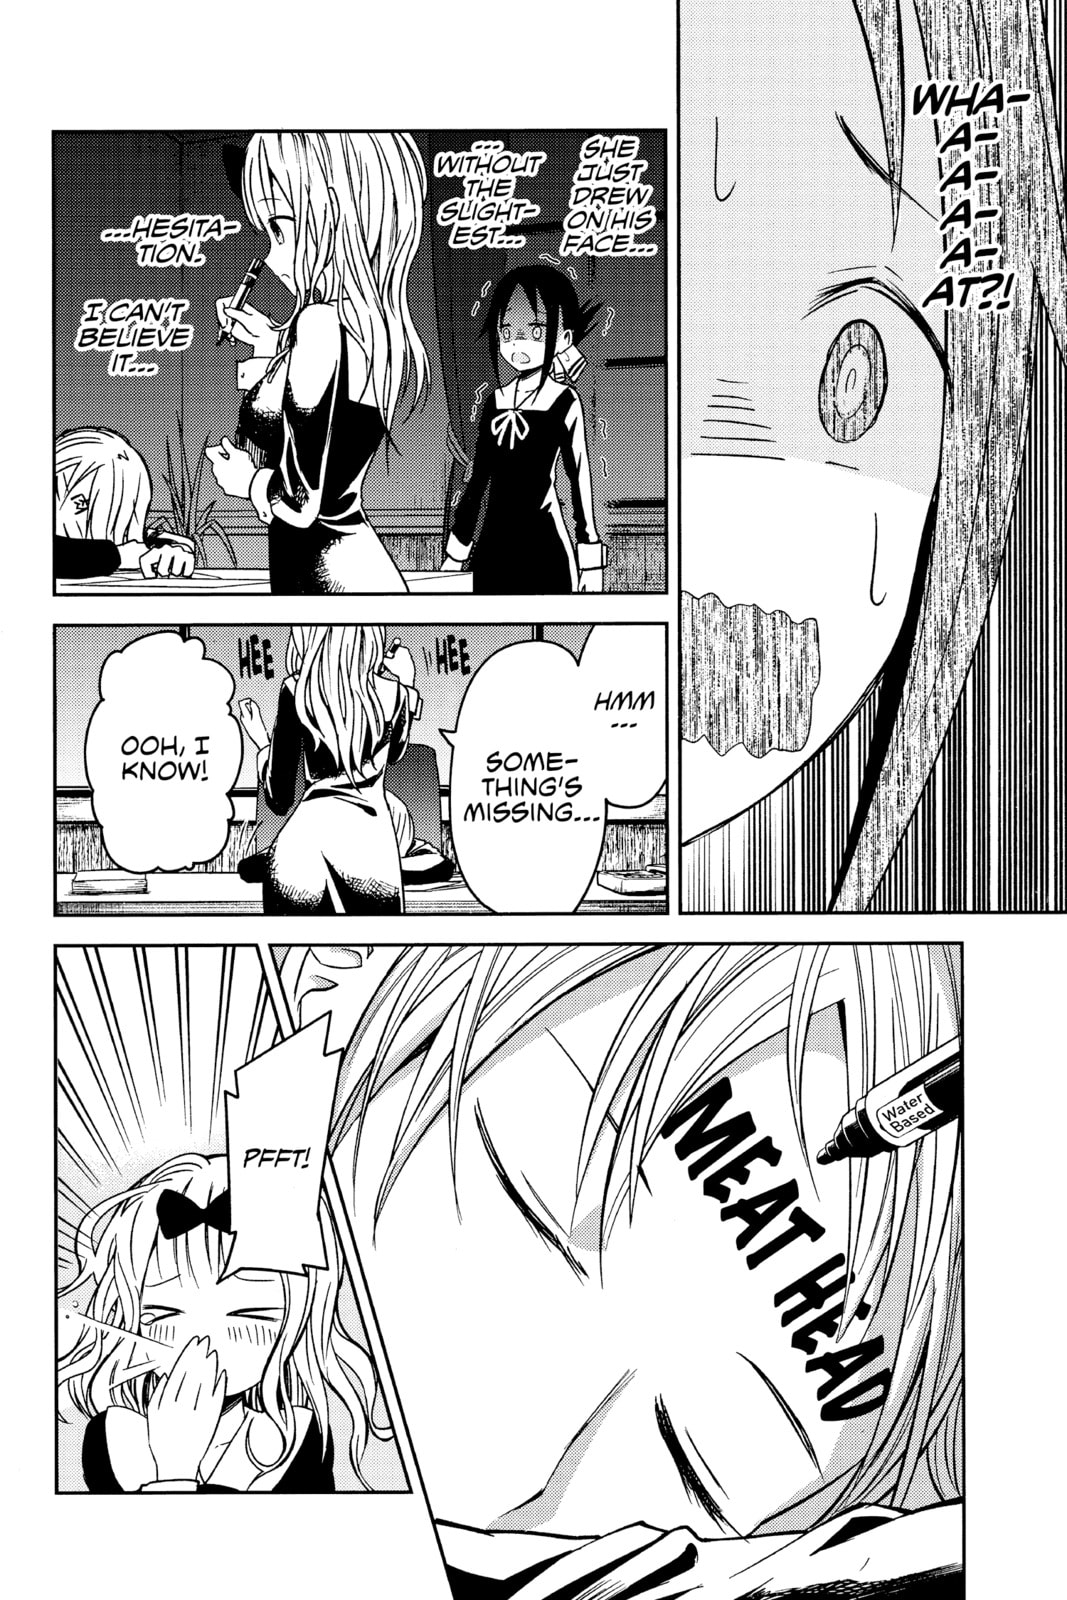 WHA-
A-
A-
A-
A-
AT?!
SHE
JUST
DREW
ON HIS
FACE...
...
WITHOUT
THE
SLIGHT-
EST...
...HESITA-
TION.
I CAN'T
BELIEVE
IT...
HMM
...
SOME-
THING'S
MISSING...
HEE
HEE
OOH, I
KNOW!
MEAT HEAD
Water
Based
PFFT!